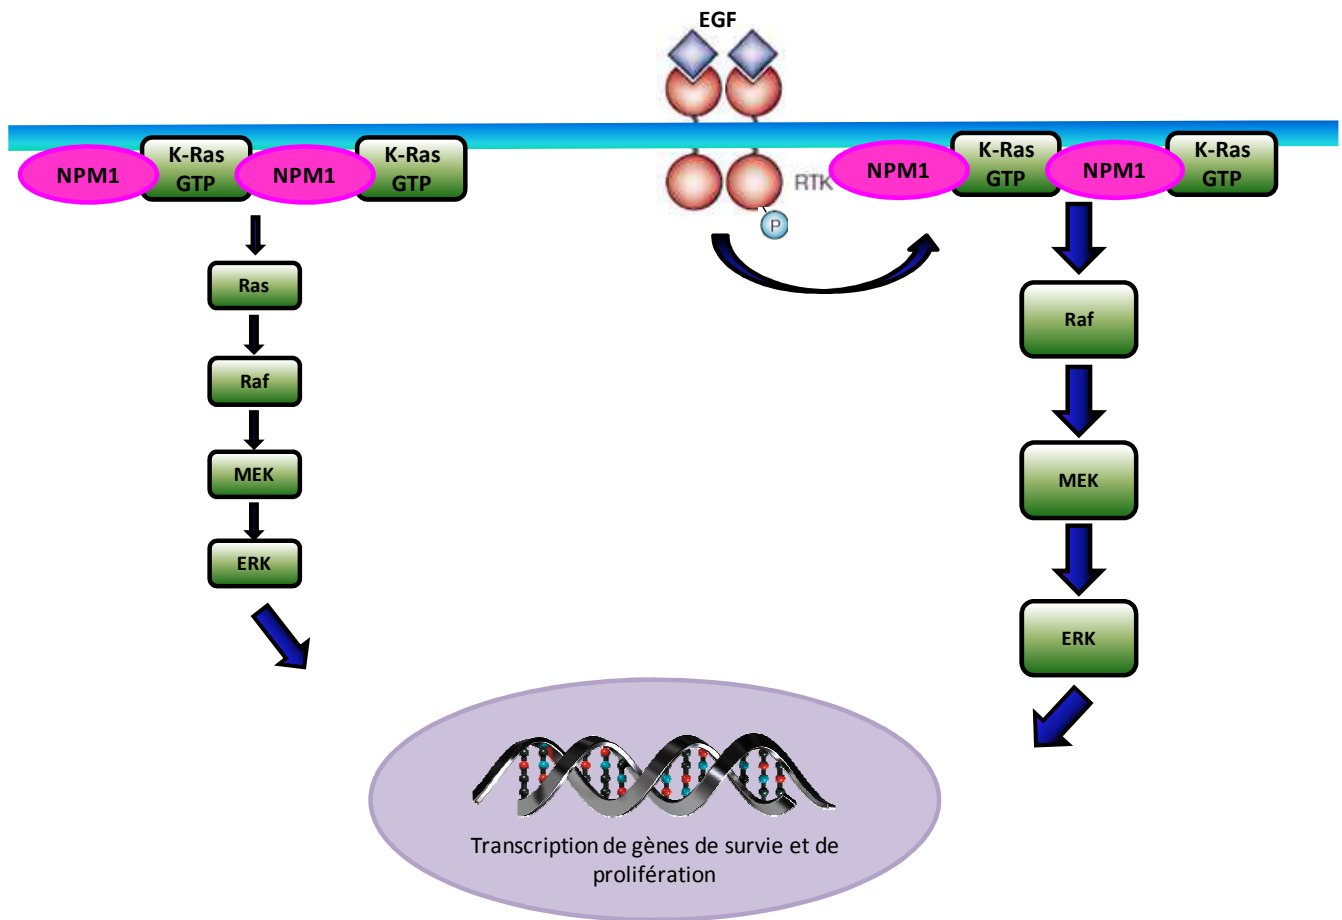 EGF
NPM1
K-Ras
GTP
NPM1
K-Ras
GTP
RTK
P
NPM1
K-Ras
GTP
NPM1
K-Ras
GTP
Ras
Raf
MEK
ERK
Raf
MEK
ERK
Transcription de gènes de survie et de
prolifération